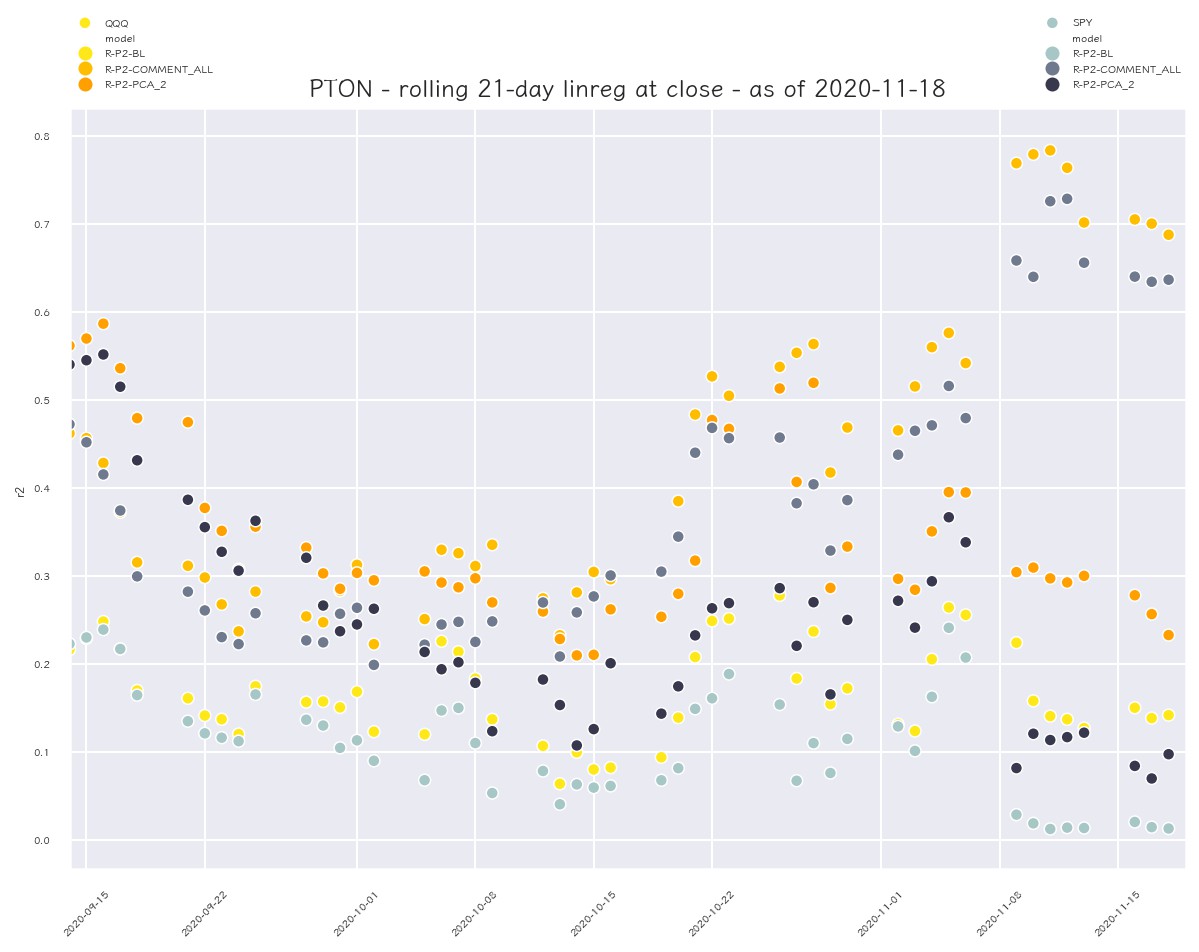 QQQ
model
R-P2-BL
R-P2-COMMENT_ALL
R-P2-PCA_2
SPY
model
R-P2-BL
R-P2-COMMENT_ALL
R-P2-PCA_2
PTON - rolling 21-day linreg at close - as of 2020-11-18
0.8
0.7
0.6
0.5
0.4
0.3
0.2
0.1
0.0
r2
2020-09-15
2020-09-22
2020-10-01
2020-10-08
2020-10-15
2020-10-22
2020-11-01
2020-11-08
2020-11-15